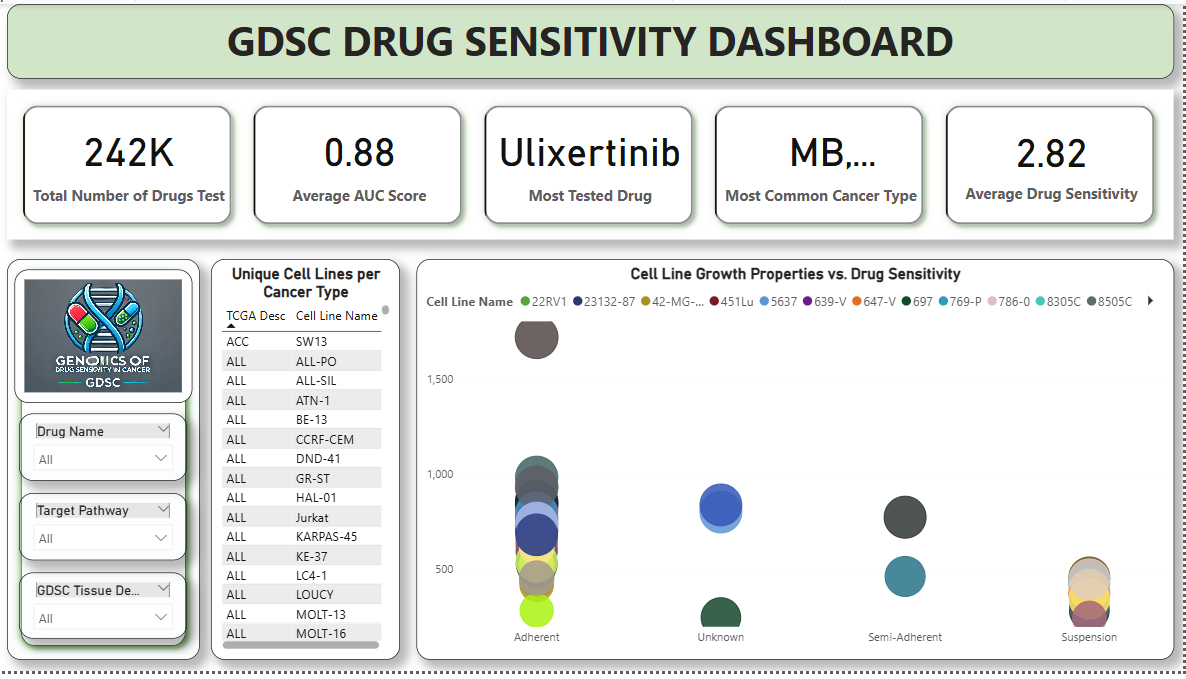 GDSC DRUG SENSITIVITY DASHBOARD
242K
Total Number of Drugs Test
0.88
Average AUC Score
Ulixertinib
Most Tested Drug
MB,...
Most Common Cancer Type
2.82
Average Drug Sensitivity
GENOIICS OF
DRUG SENSIOVITY IN CANCER
GDSC
Drug Name
All
Target Pathway
All
GDSC Tissue De...
All
Unique Cell Lines per
Cancer Type
TCGA Desc Cell Line Name
ACC SW13
ALL ALL-PO
ALL ALL-SIL
ALL ATN-1
ALL BE-13
ALL CCRF-CEM
ALL DND-41
ALL GR-ST
ALL HAL-01
ALL Jurkat
ALL KARPAS-45
ALL KE-37
ALL LC4-1
ALL LOUCY
ALL MOLT-13
ALL MOLT-16
Cell Line Growth Properties vs. Drug Sensitivity
Cell Line Name 22RV1 23132-87 42-MG-... 451Lu 5637 639-V 647-V 697 769-P 786-0 8305C 8505C
1,500
1,000
500
Adherent Unknown Semi-Adherent Suspension